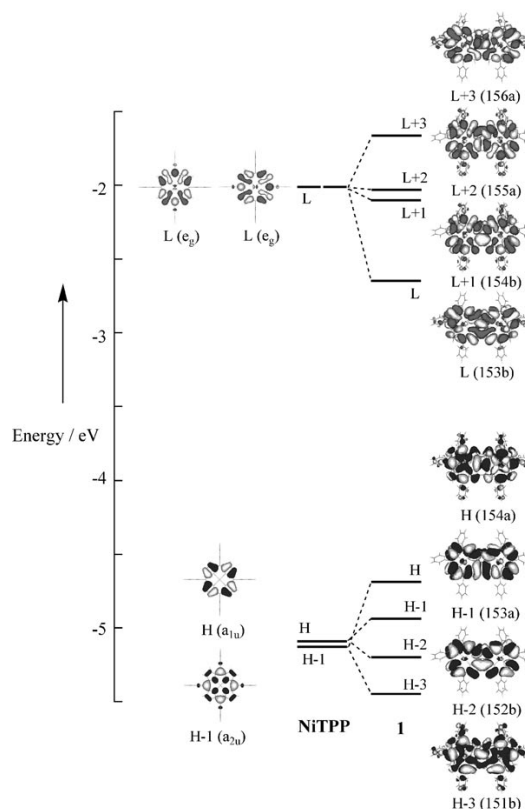 L+3 (156a)
L+3
L+2 (155a)
-2
L
L+2
L+1
L (eg)
L (eg)
L+1 (154b)
L
-3
L (153b)
Energy / eV
-4
H (154a)
H
H-1
H-1 (153a)
H (a1u)
H
-5
H-1
H-2
H-2 (152b)
H-3
H-1 (a2u)
NiTPP
1
H-3 (151b)